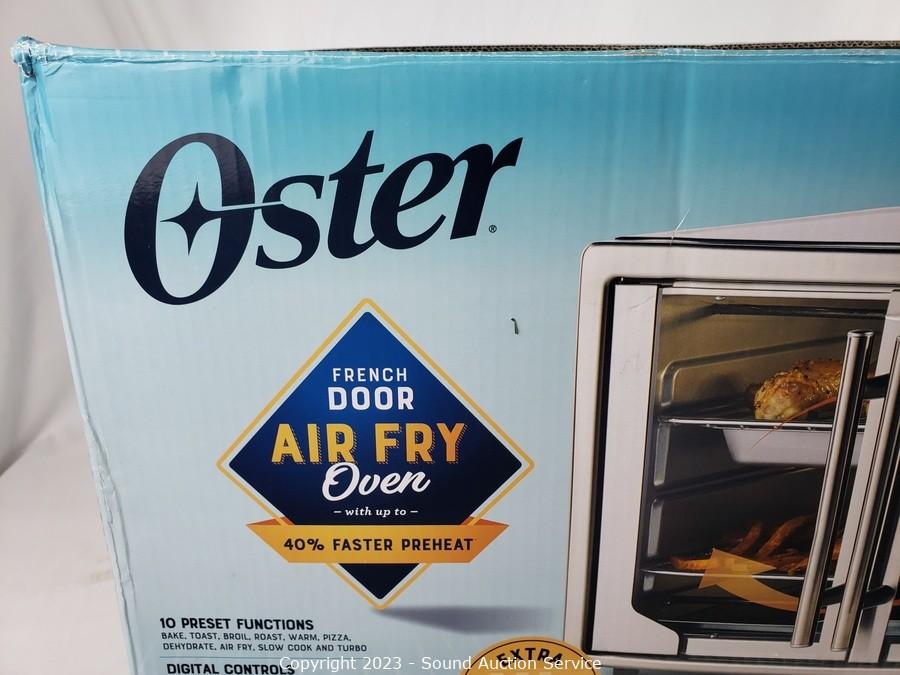 Oster®
FRENCH
DOOR
AIR FRY
Oven
– with up to –
40% FASTER PREHEAT
10 PRESET FUNCTIONS
BAKE, TOAST, BROIL, ROAST, WARM, PIZZA,
DEHYDRATE, AIR FRY, SLOW COOK AND TURBO
DIGITAL CONTROLS
EXTRA
Copyright 2023 - Sound Auction Service